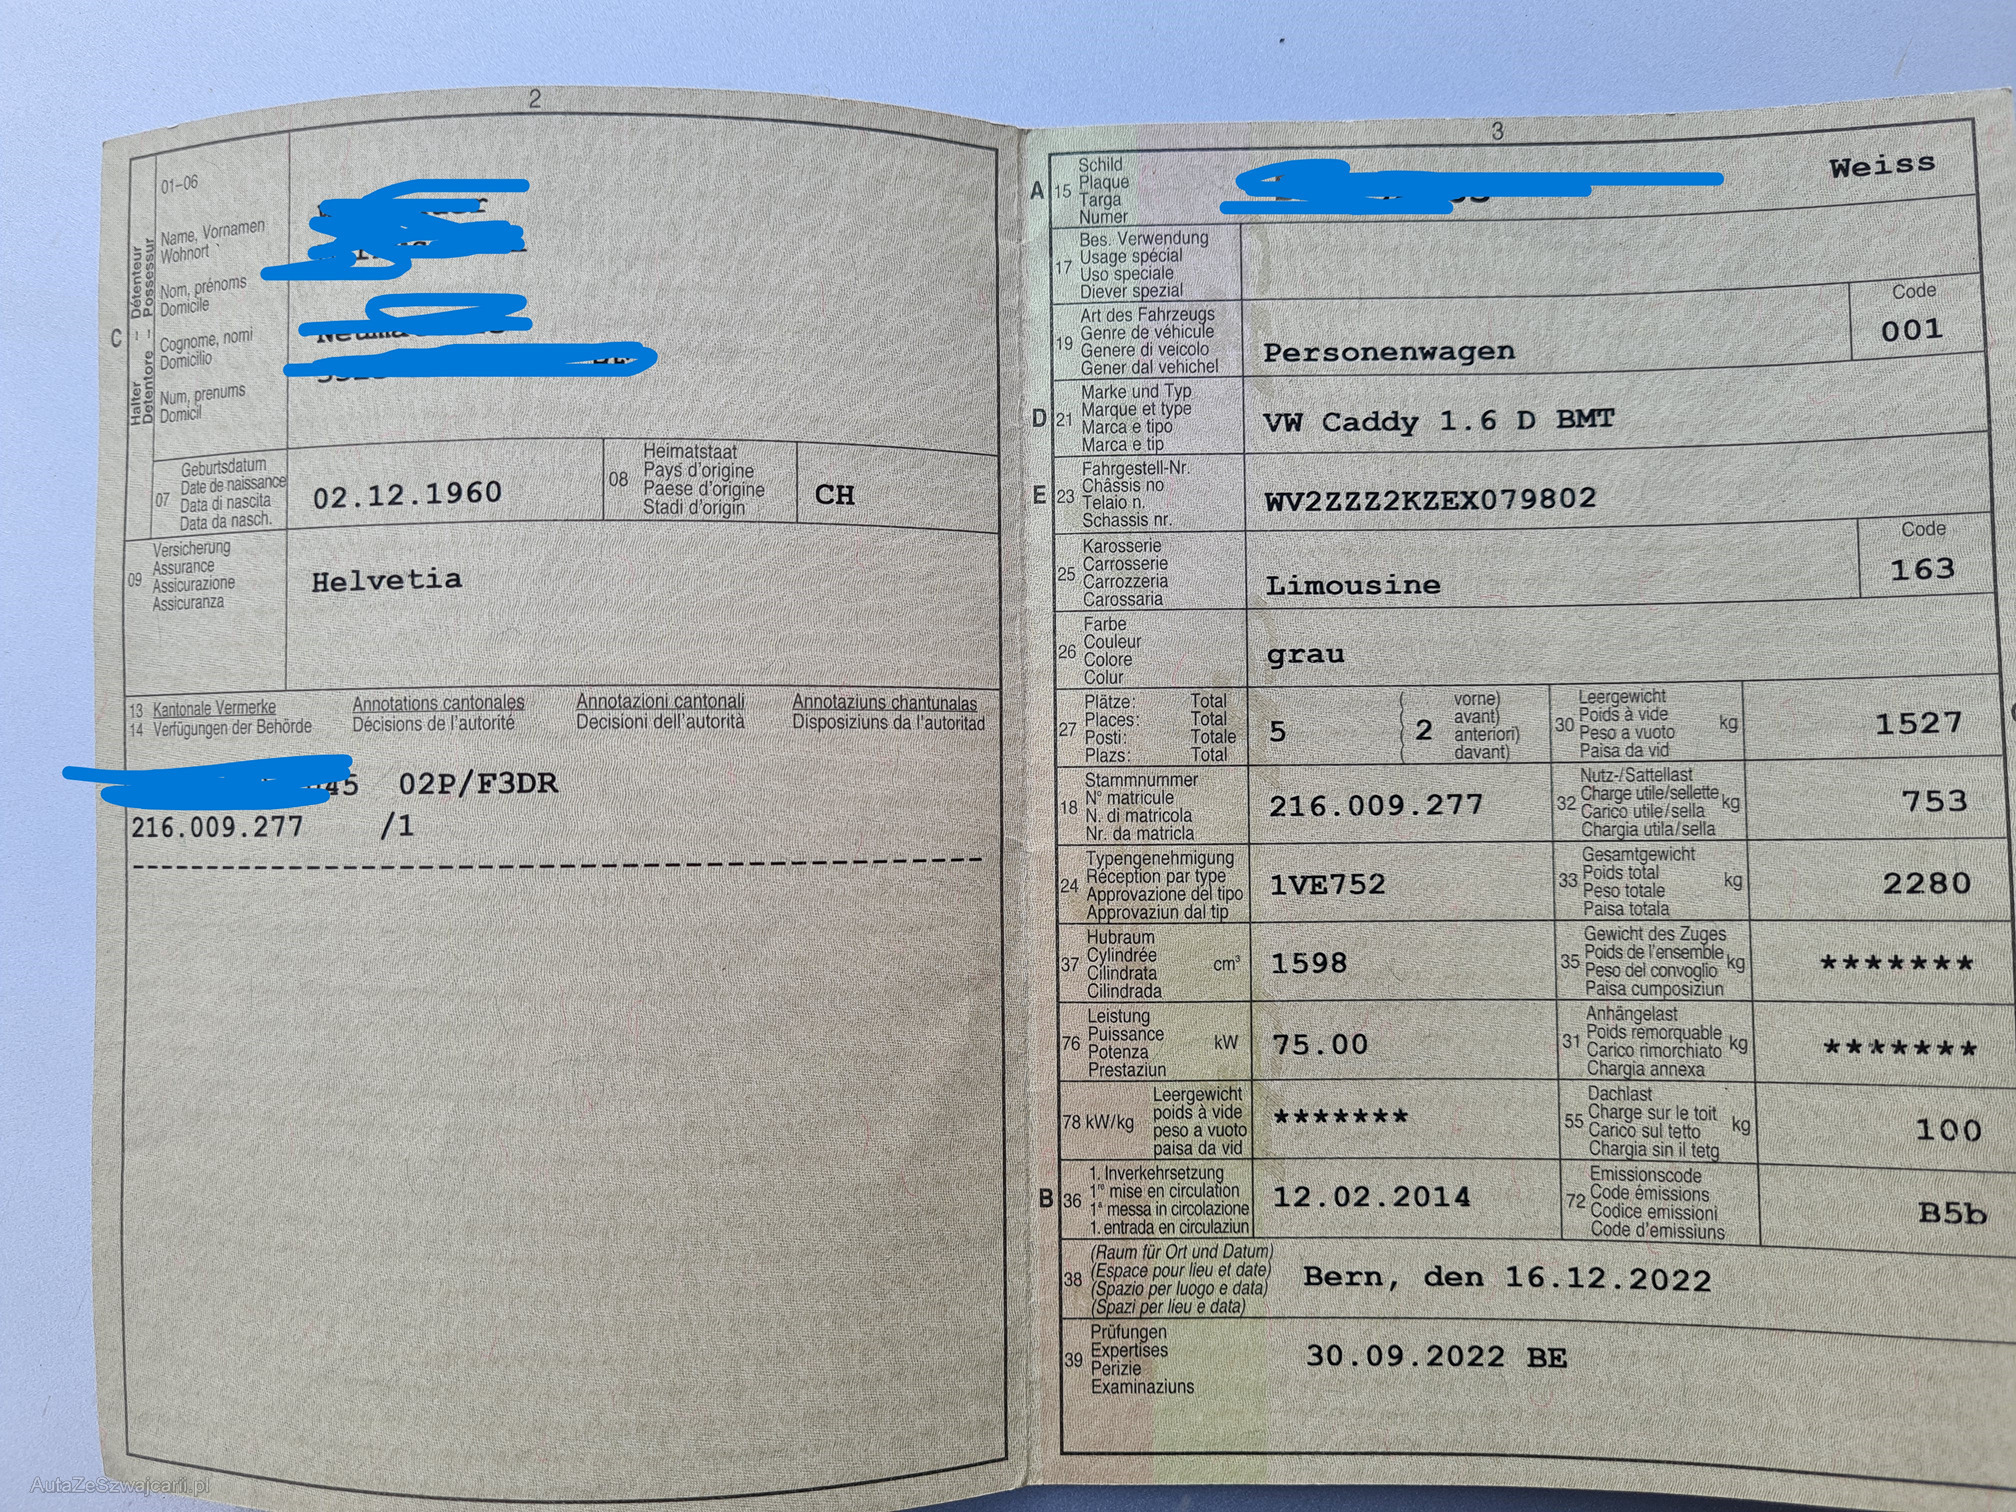 2
01–06
Name, Vornamen
Wohnort
Nom, prénoms
Domicile
Cognome, nomi
Domicilio
Num, prenums
Domicil
C
Halter – Détenteur
Detentore – Possessur
07
Geburtsdatum
Date de naissance
Data di nascita
Data da nasch.
02.12.1960
08
Heimatstaat
Pays d'origine
Paese d'origine
Stadi d'origin
CH
09
Versicherung
Assurance
Assicurazione
Assicuranza
Helvetia
13 Kantonale Vermerke Annotations cantonales Annotazioni cantonali Annotaziuns chantunalas
14 Verfügungen der Behörde Décisions de l'autorité Decisioni dell'autorità Disposiziuns da l'autoritad
45 02P/F3DR
216.009.277 /1
3
A 15
Schild
Plaque
Targa
Numer
Weiss
17
Bes. Verwendung
Usage spécial
Uso speciale
Diever spezial
19
Art des Fahrzeugs
Genre de véhicule
Genere di veicolo
Gener dal vehichel
Personenwagen
Code
001
D 21
Marke und Typ
Marque et type
Marca e tipo
Marca e tip
VW Caddy 1.6 D BMT
E 23
Fahrgestell-Nr.
Châssis no
Telaio n.
Schassis nr.
WV2ZZZ2KZEX079802
25
Karosserie
Carrosserie
Carrozzeria
Carossaria
Limousine
Code
163
26
Farbe
Couleur
Colore
Colur
grau
27
Plätze: Total
Places: Total
Posti: Totale
Plazs: Total
5
( vorne)
( avant)
( anteriori)
( davant)
2
30
Leergewicht
Poids à vide
Peso a vuoto
Paisa da vid
kg
1527
18
Stammnummer
N° matricule
N. di matricola
Nr. da matricla
216.009.277
32
Nutz-/Sattellast
Charge utile/sellette
Carico utile/sella
Chargia utila/sella
kg
753
24
Typengenehmigung
Réception par type
Approvazione del tipo
Approvaziun dal tip
1VE752
33
Gesamtgewicht
Poids total
Peso totale
Paisa totala
kg
2280
37
Hubraum
Cylindrée
Cilindrata
Cilindrada
cm³
1598
35
Gewicht des Zuges
Poids de l'ensemble
Peso del convoglio
Paisa cumposiziun
kg
*******
76
Leistung
Puissance
Potenza
Prestaziun
kW
75.00
31
Anhängelast
Poids remorquable
Carico rimorchiato
Chargia annexa
kg
*******
78 kW/kg
Leergewicht
poids à vide
peso a vuoto
paisa da vid
*******
55
Dachlast
Charge sur le toit
Carico sul tetto
Chargia sin il tetg
kg
100
B 36
1. Inverkehrsetzung
1re mise en circulation
1a messa in circolazione
1. entrada en circulaziun
12.02.2014
72
Emissionscode
Code émissions
Codice emissioni
Code d'emissiuns
B5b
38
(Raum für Ort und Datum)
(Espace pour lieu et date)
(Spazio per luogo e data)
(Spazi per lieu e data)
Bern, den 16.12.2022
39
Prüfungen
Expertises
Perizie
Examinaziuns
30.09.2022 BE
AutaZeSzwajcarii.pl